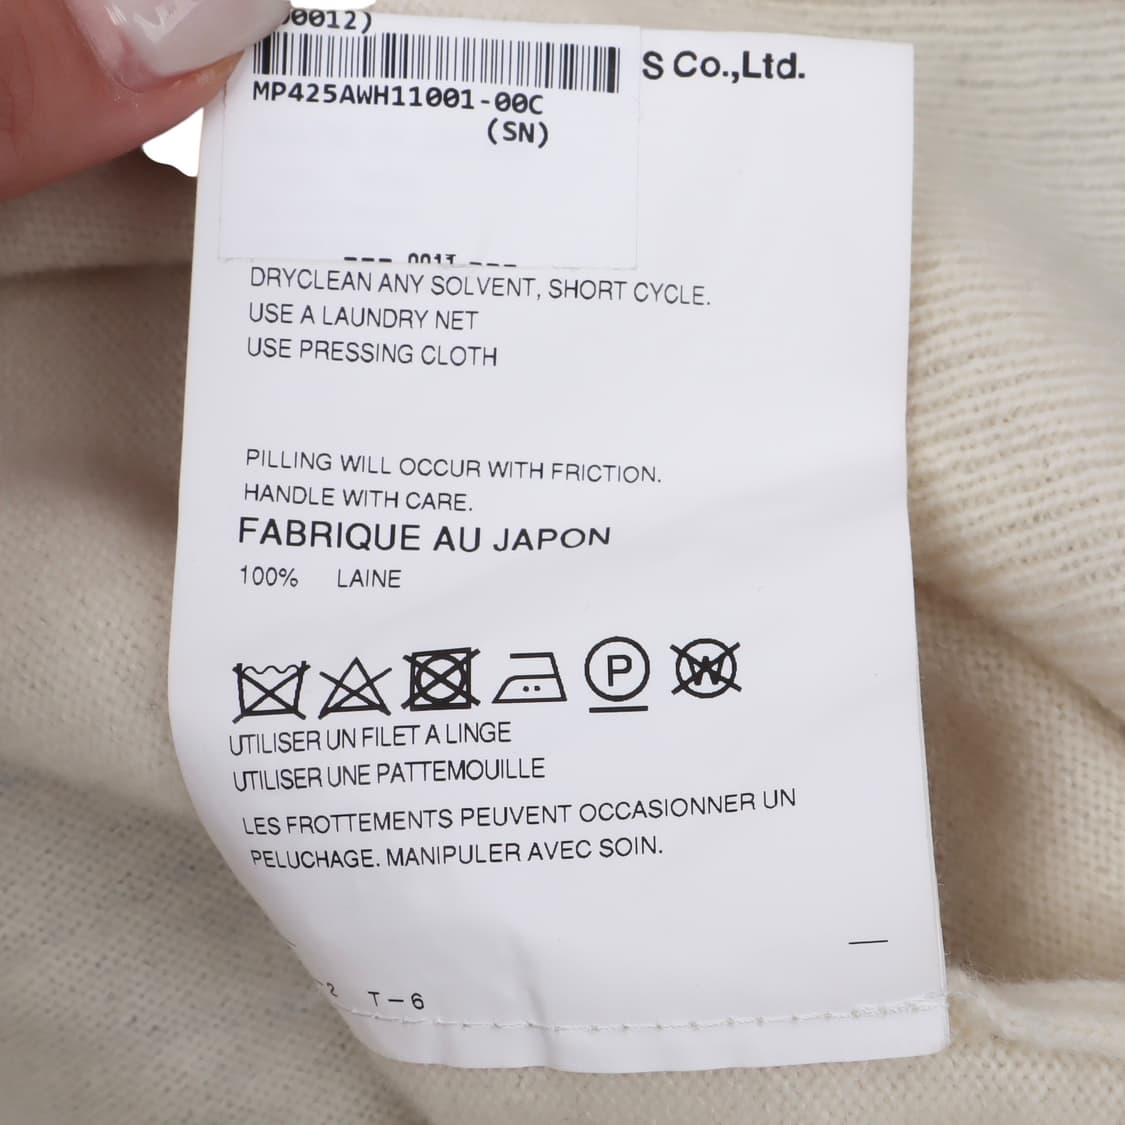 0012)
S Co.,Ltd.
MP425AWH11001-00C
(SN)
DRYCLEAN ANY SOLVENT, SHORT CYCLE.
USE A LAUNDRY NET
USE PRESSING CLOTH
PILLING WILL OCCUR WITH FRICTION.
HANDLE WITH CARE.
FABRIQUE AU JAPON
100% LAINE
P
W
UTILISER UN FILET A LINGE
UTILISER UNE PATTEMOUILLE
LES FROTTEMENTS PEUVENT OCCASIONNER UN
PELUCHAGE. MANIPULER AVEC SOIN.
-2 T-6